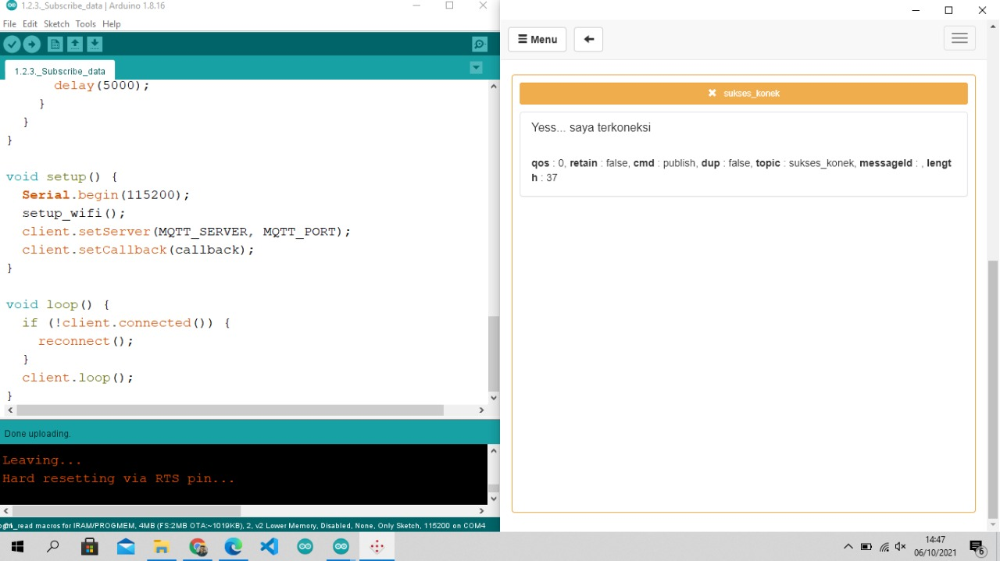 1.2.3._Subscribe_data | Arduino 1.8.16
File Edit Sketch Tools Help
1.2.3._Subscribe_data
delay(5000);
}
}
}
void setup() {
Serial.begin(115200);
setup_wifi();
client.setServer(MQTT_SERVER, MQTT_PORT);
client.setCallback(callback);
}
void loop() {
if (!client.connected()) {
reconnect();
}
client.loop();
}
Done uploading.
Leaving...
Hard resetting via RTS pin...
_read macros for IRAM/PROGMEM, 4MB (FS:2MB OTA:~1019KB), 2, v2 Lower Memory, Disabled, None, Only Sketch, 115200 on COM4
Menu
sukses_konek
Yess... saya terkoneksi
qos : 0, retain : false, cmd : publish, dup : false, topic : sukses_konek, messageId : , lengt
h : 37
14:47
06/10/2021
6